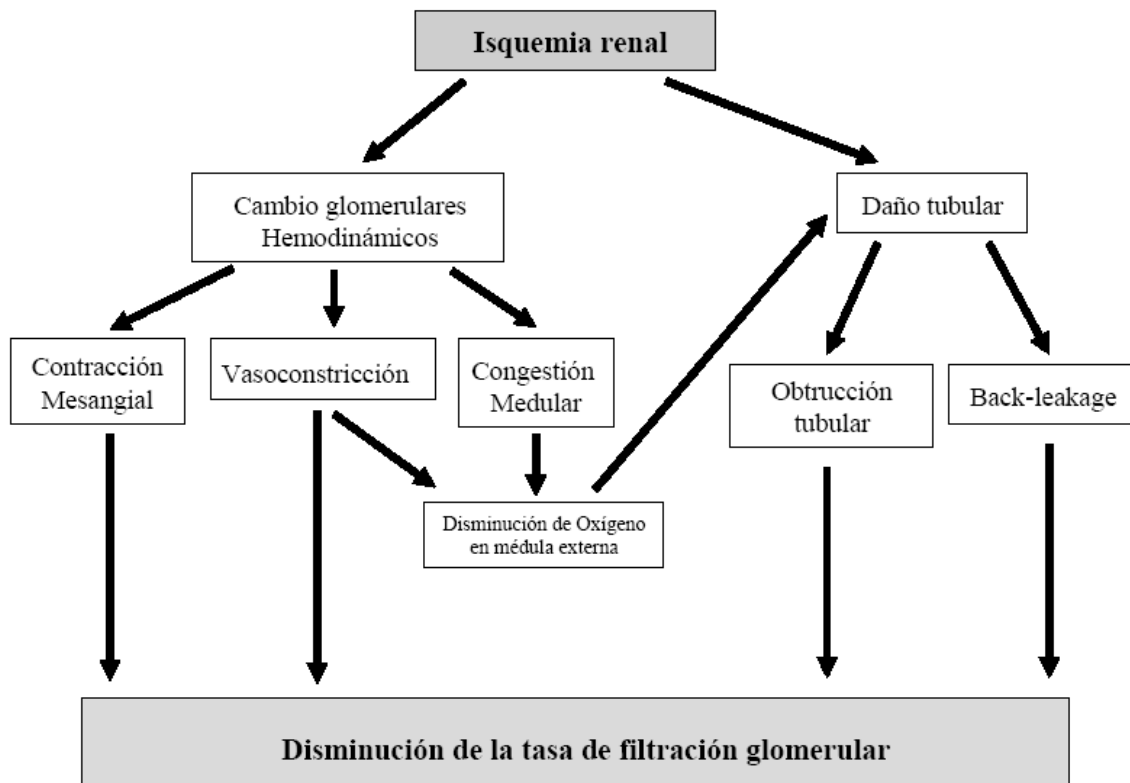 Isquemia renal
Cambio glomerulares
Hemodinámicos
Daño tubular
Contracción
Mesangial
Vasoconstricción
Congestión
Medular
Obtrucción
tubular
Back-leakage
Disminución de Oxígeno
en médula externa
Disminución de la tasa de filtración glomerular